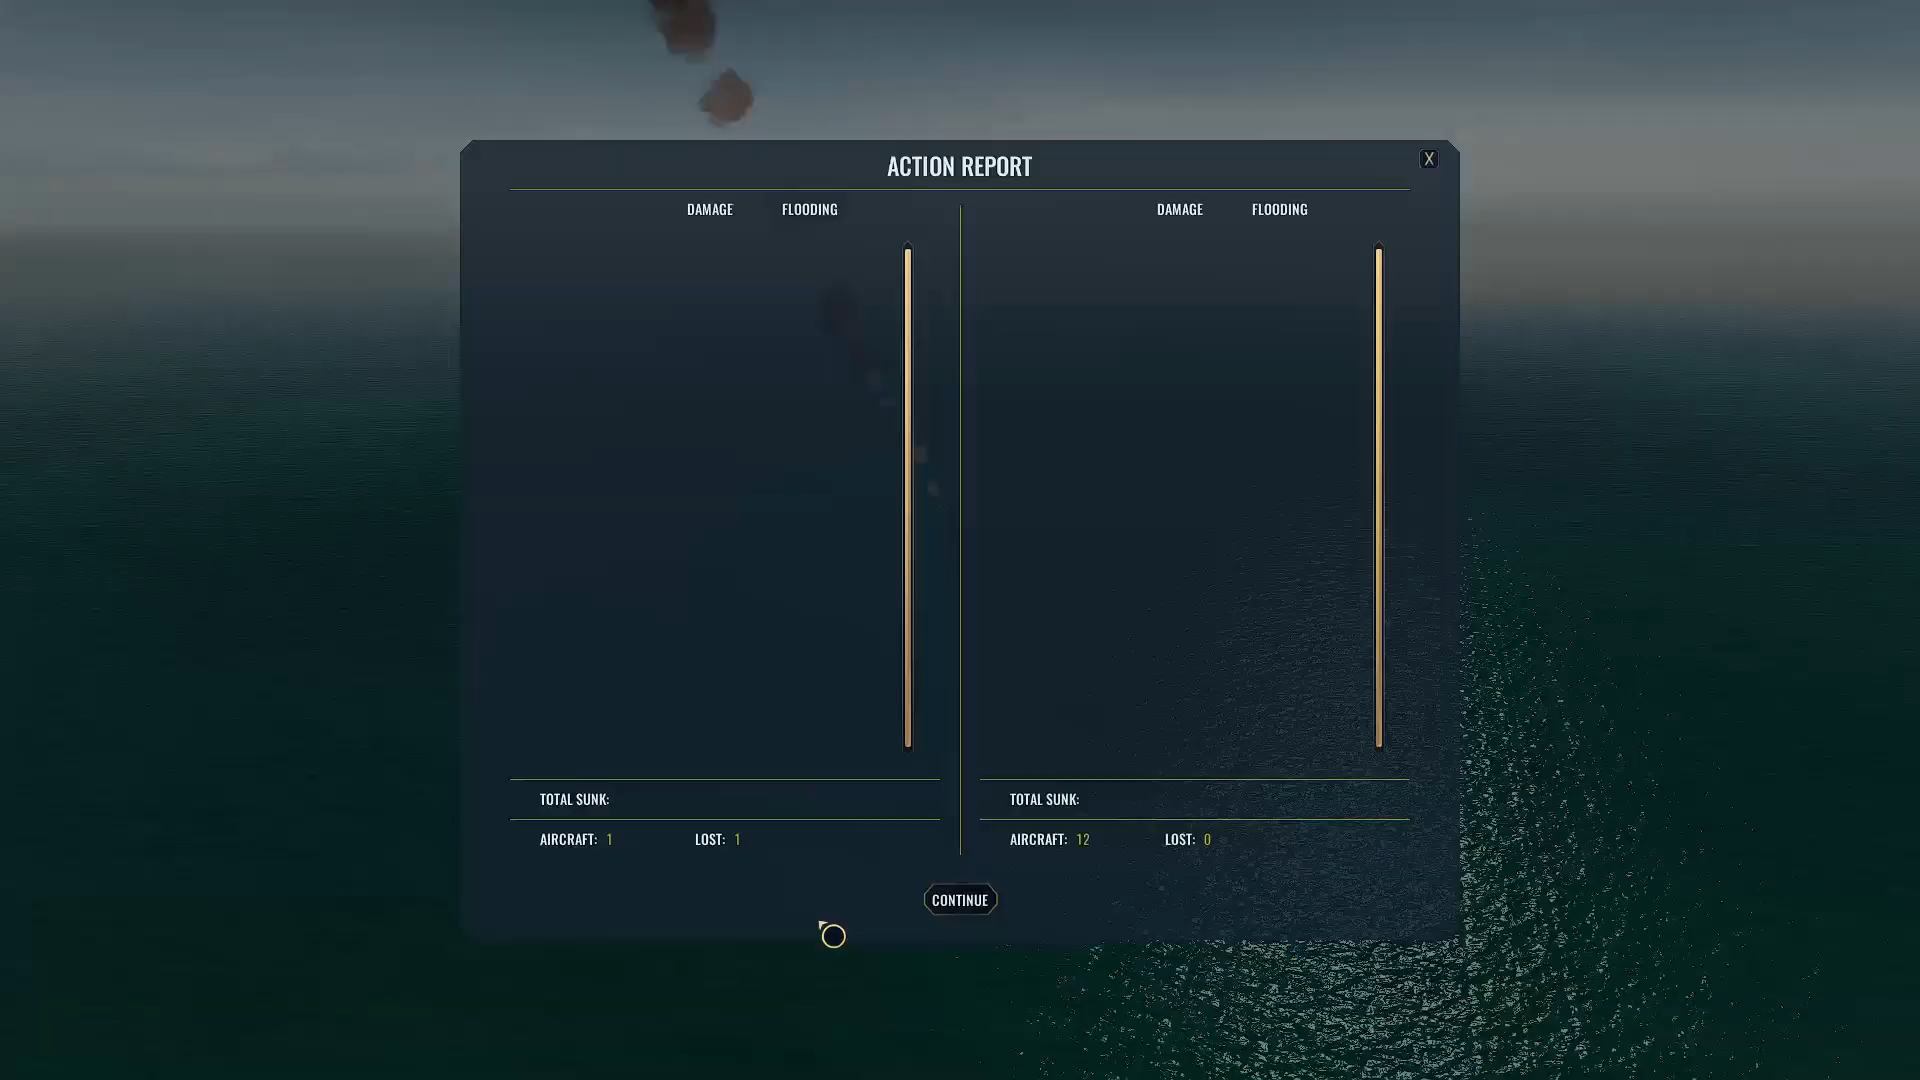 ACTION REPORT
X
DAMAGE FLOODING
DAMAGE FLOODING
TOTAL SUNK:
TOTAL SUNK:
AIRCRAFT: 1 LOST: 1
AIRCRAFT: 12 LOST: 0
CONTINUE